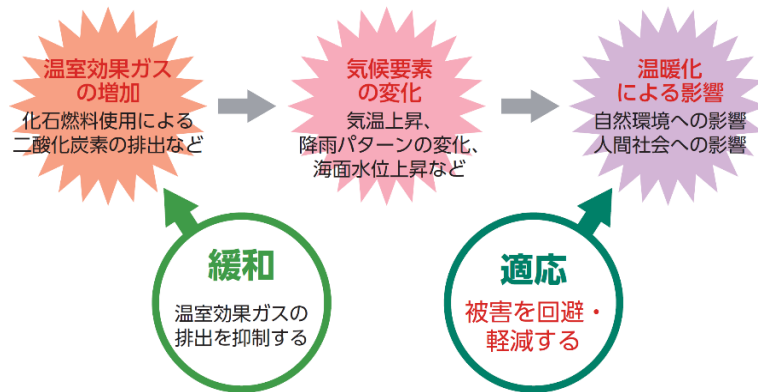 温室効果ガス
の増加
化石燃料使用による
二酸化炭素の排出など
気候要素
の変化
気温上昇、
降雨パターンの変化、
海面水位上昇など
温暖化
による影響
自然環境への影響
人間社会への影響
緩和
温室効果ガスの
排出を抑制する
適応
被害を回避・
軽減する